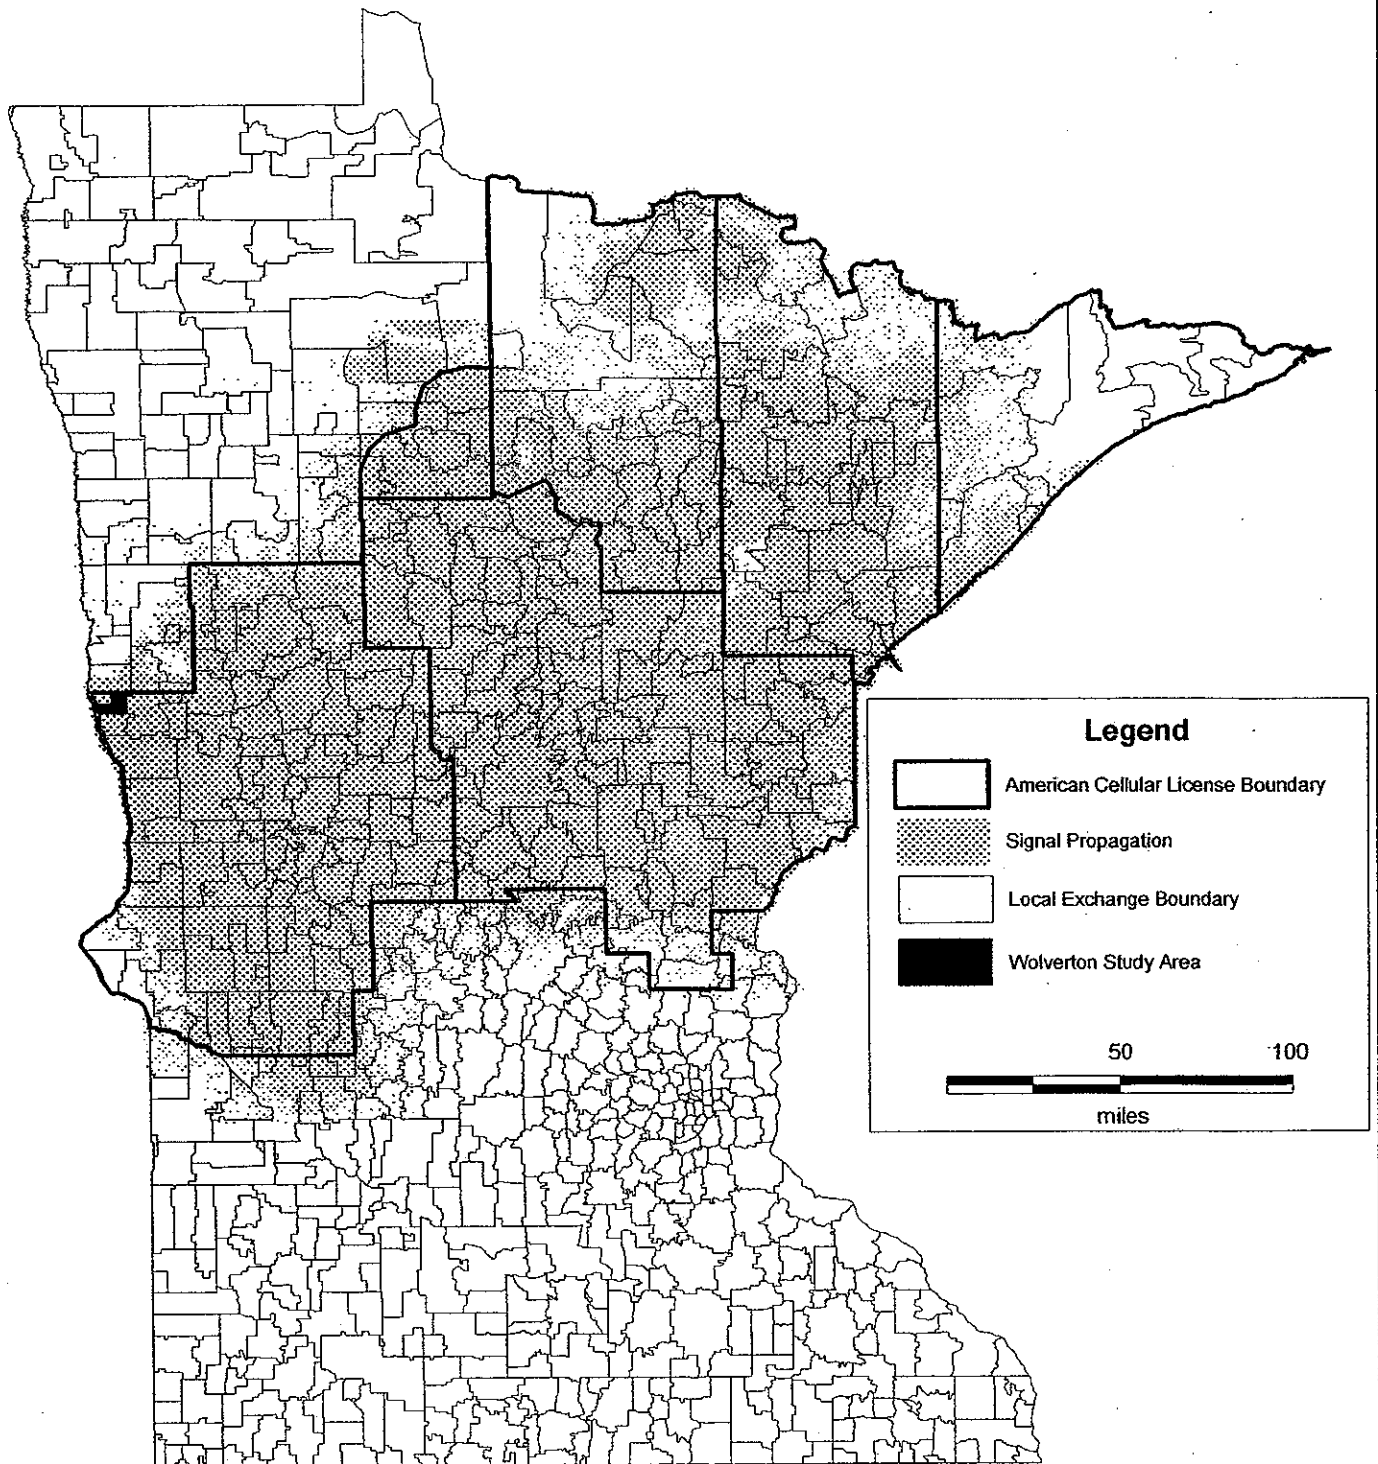 Legend
American Cellular License Boundary
Signal Propagation
Local Exchange Boundary
Wolverton Study Area
50 100
miles